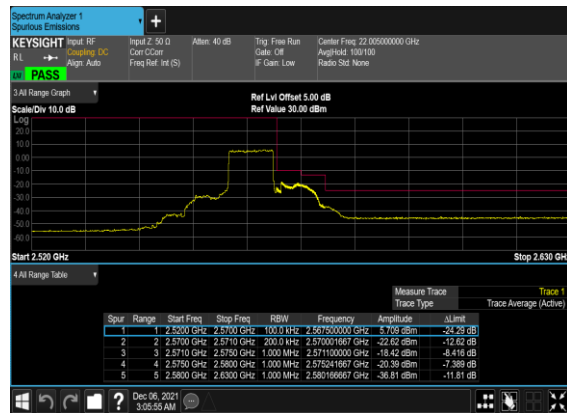 Spectrum Analyzer 1
Spurious Emissions
KEYSIGHT Input: RF Input Z: 50 Ω Atten: 40 dB Trig: Free Run Center Freq: 22.005000000 GHz
RL Coupling: DC Corr CCorr Gate: Off Avg|Hold: 100/100
Align: Auto Freq Ref: Int (S) IF Gain: Low Radio Std: None
LW PASS
3 All Range Graph
Ref Lvl Offset 5.00 dB
Scale/Div 10.0 dB Ref Value 30.00 dBm
Log
20.0
10.0
0.00
-10.0
-20.0
-30.0
-40.0
-50.0
-60.0
Start 2.520 GHz Stop 2.630 GHz
4 All Range Table
Measure Trace Trace 1
Trace Type Trace Average (Active)
Spur Range Start Freq Stop Freq RBW Frequency Amplitude ΔLimit
1 1 2.5200 GHz 2.5700 GHz 100.0 kHz 2.567500000 GHz 5.709 dBm -24.29 dB
2 2 2.5700 GHz 2.5710 GHz 200.0 kHz 2.570001667 GHz -22.62 dBm -12.62 dB
3 3 2.5710 GHz 2.5750 GHz 1.000 MHz 2.571100000 GHz -18.42 dBm -8.416 dB
4 4 2.5750 GHz 2.5800 GHz 1.000 MHz 2.575241667 GHz -20.39 dBm -7.389 dB
5 5 2.5800 GHz 2.6300 GHz 1.000 MHz 2.580166667 GHz -36.81 dBm -11.81 dB
? Dec 06, 2021
3:05:55 AM